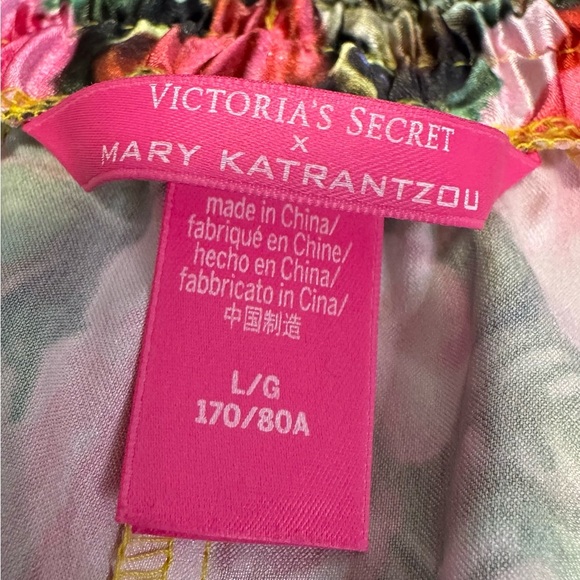 VICTORIA'S SECRET
X
MARY KATRANTZOU
made in China/
fabriqué en Chine/
hecho en China/
fabbricato in Cina/
中国制造
L/G
170/80A